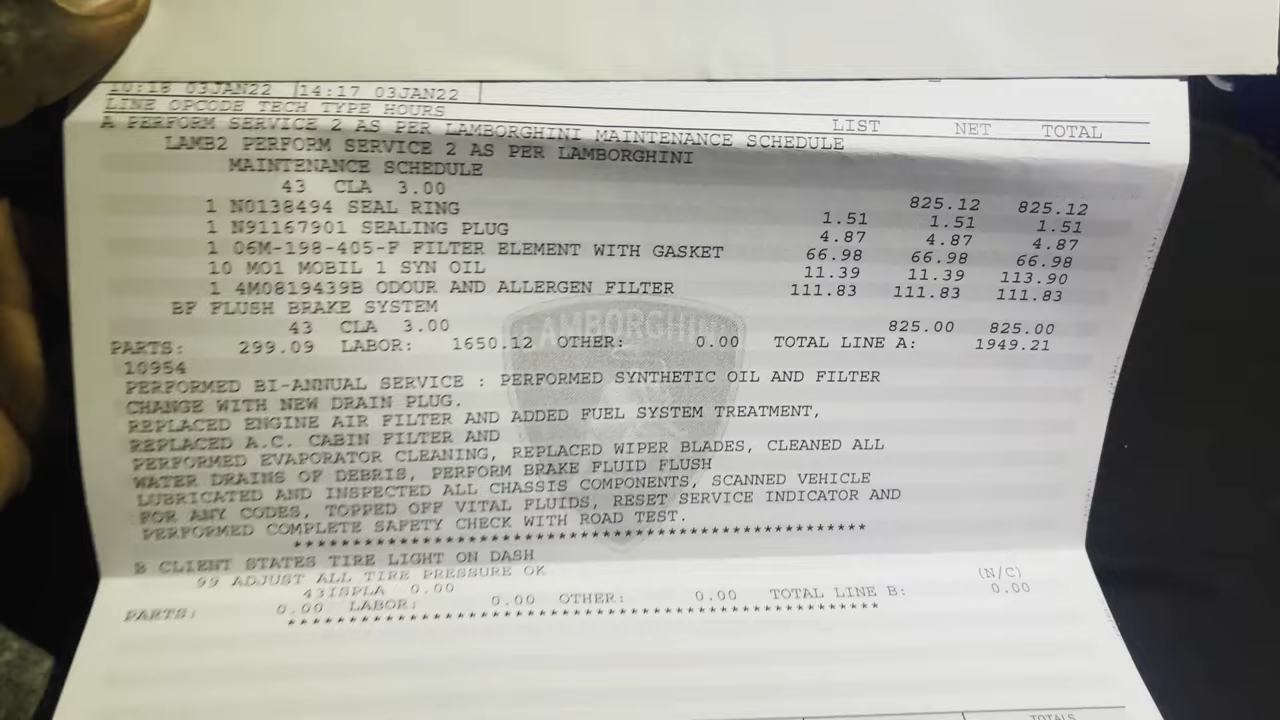 10:18 03JAN22 14:17 03JAN22
LINE OPCODE TECH TYPE HOURS LIST NET TOTAL
A PERFORM SERVICE 2 AS PER LAMBORGHINI MAINTENANCE SCHEDULE
LAMB2 PERFORM SERVICE 2 AS PER LAMBORGHINI
MAINTENANCE SCHEDULE
43 CLA 3.00 825.12 825.12
1 N0138494 SEAL RING 1.51 1.51 1.51
1 N91167901 SEALING PLUG 4.87 4.87 4.87
1 06M-198-405-F FILTER ELEMENT WITH GASKET 66.98 66.98 66.98
10 MO1 MOBIL 1 SYN OIL 11.39 11.39 113.90
1 4M0819439B ODOUR AND ALLERGEN FILTER 111.83 111.83 111.83
BF FLUSH BRAKE SYSTEM
43 CLA 3.00 825.00 825.00
PARTS: 299.09 LABOR: 1650.12 OTHER: 0.00 TOTAL LINE A: 1949.21
10954
PERFORMED BI-ANNUAL SERVICE : PERFORMED SYNTHETIC OIL AND FILTER
CHANGE WITH NEW DRAIN PLUG.
REPLACED ENGINE AIR FILTER AND ADDED FUEL SYSTEM TREATMENT,
REPLACED A.C. CABIN FILTER AND
PERFORMED EVAPORATOR CLEANING, REPLACED WIPER BLADES, CLEANED ALL
WATER DRAINS OF DEBRIS, PERFORM BRAKE FLUID FLUSH
LUBRICATED AND INSPECTED ALL CHASSIS COMPONENTS, SCANNED VEHICLE
FOR ANY CODES, TOPPED OFF VITAL FLUIDS, RESET SERVICE INDICATOR AND
PERFORMED COMPLETE SAFETY CHECK WITH ROAD TEST.
****************************************************
B CLIENT STATES TIRE LIGHT ON DASH
99 ADJUST ALL TIRE PRESSURE OK
43 ISPLA 0.00 (N/C)
PARTS: 0.00 LABOR: 0.00 OTHER: 0.00 TOTAL LINE B: 0.00
****************************************************
LAMBORGHINI
TOTALS